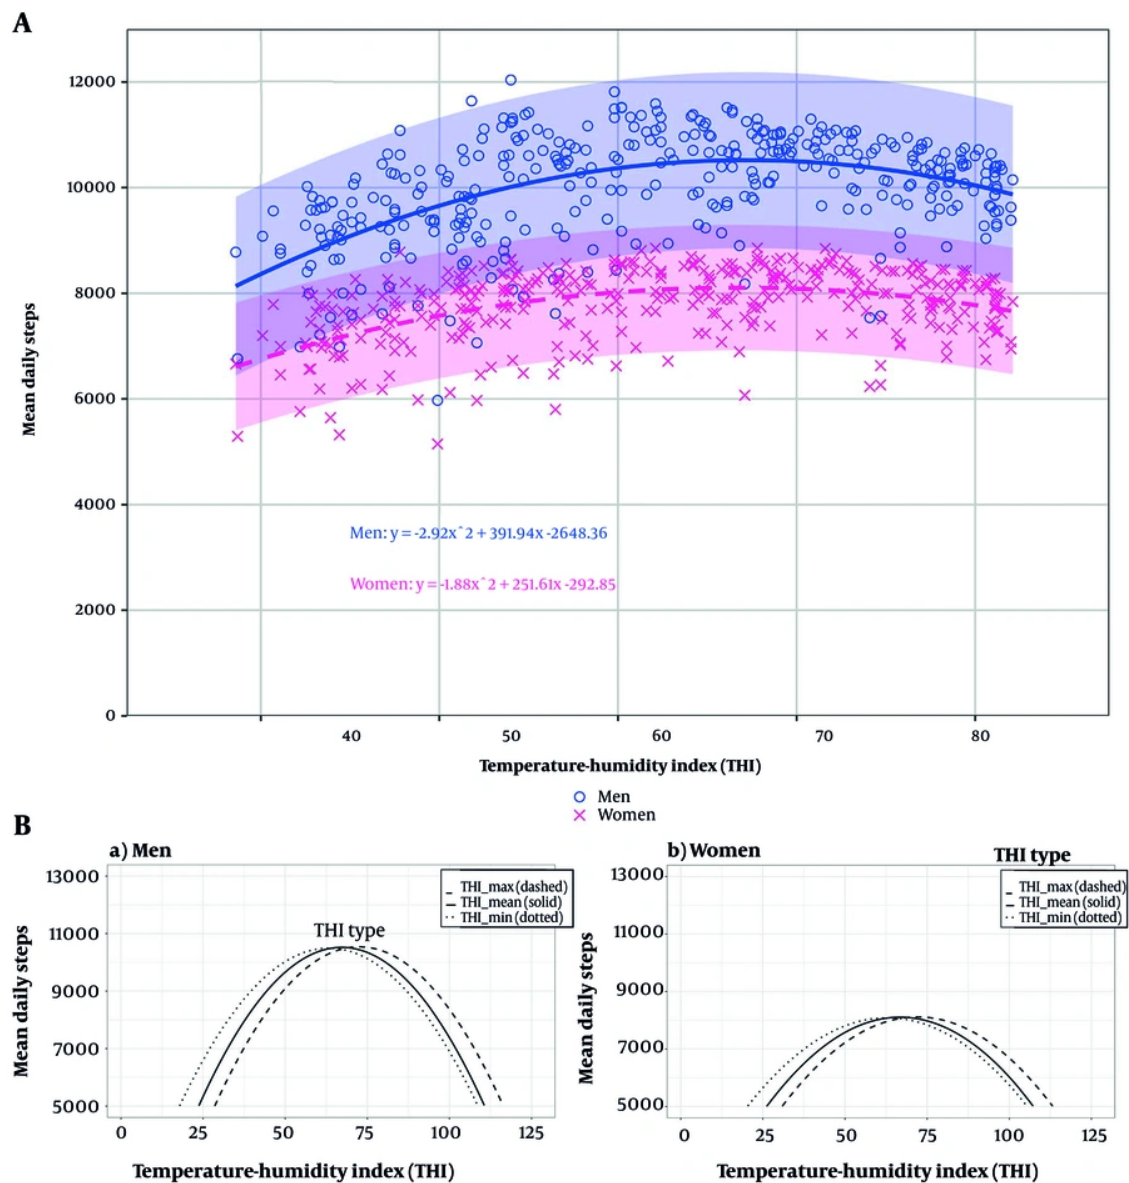 A
12000
10000
8000
6000
4000
2000
0
Mean daily steps
Men: y = -2.92x^2 + 391.94x -2648.36
Women: y = -1.88x^2 + 251.61x -292.85
40 50 60 70 80
Temperature-humidity index (THI)
Men
Women
B
a) Men
13000
11000
9000
7000
5000
Mean daily steps
THI_max (dashed)
THI_mean (solid)
THI_min (dotted)
THI type
0 25 50 75 100 125
Temperature-humidity index (THI)
b) Women
THI type
13000
11000
9000
7000
5000
Mean daily steps
THI_max (dashed)
THI_mean (solid)
THI_min (dotted)
0 25 50 75 100 125
Temperature-humidity index (THI)